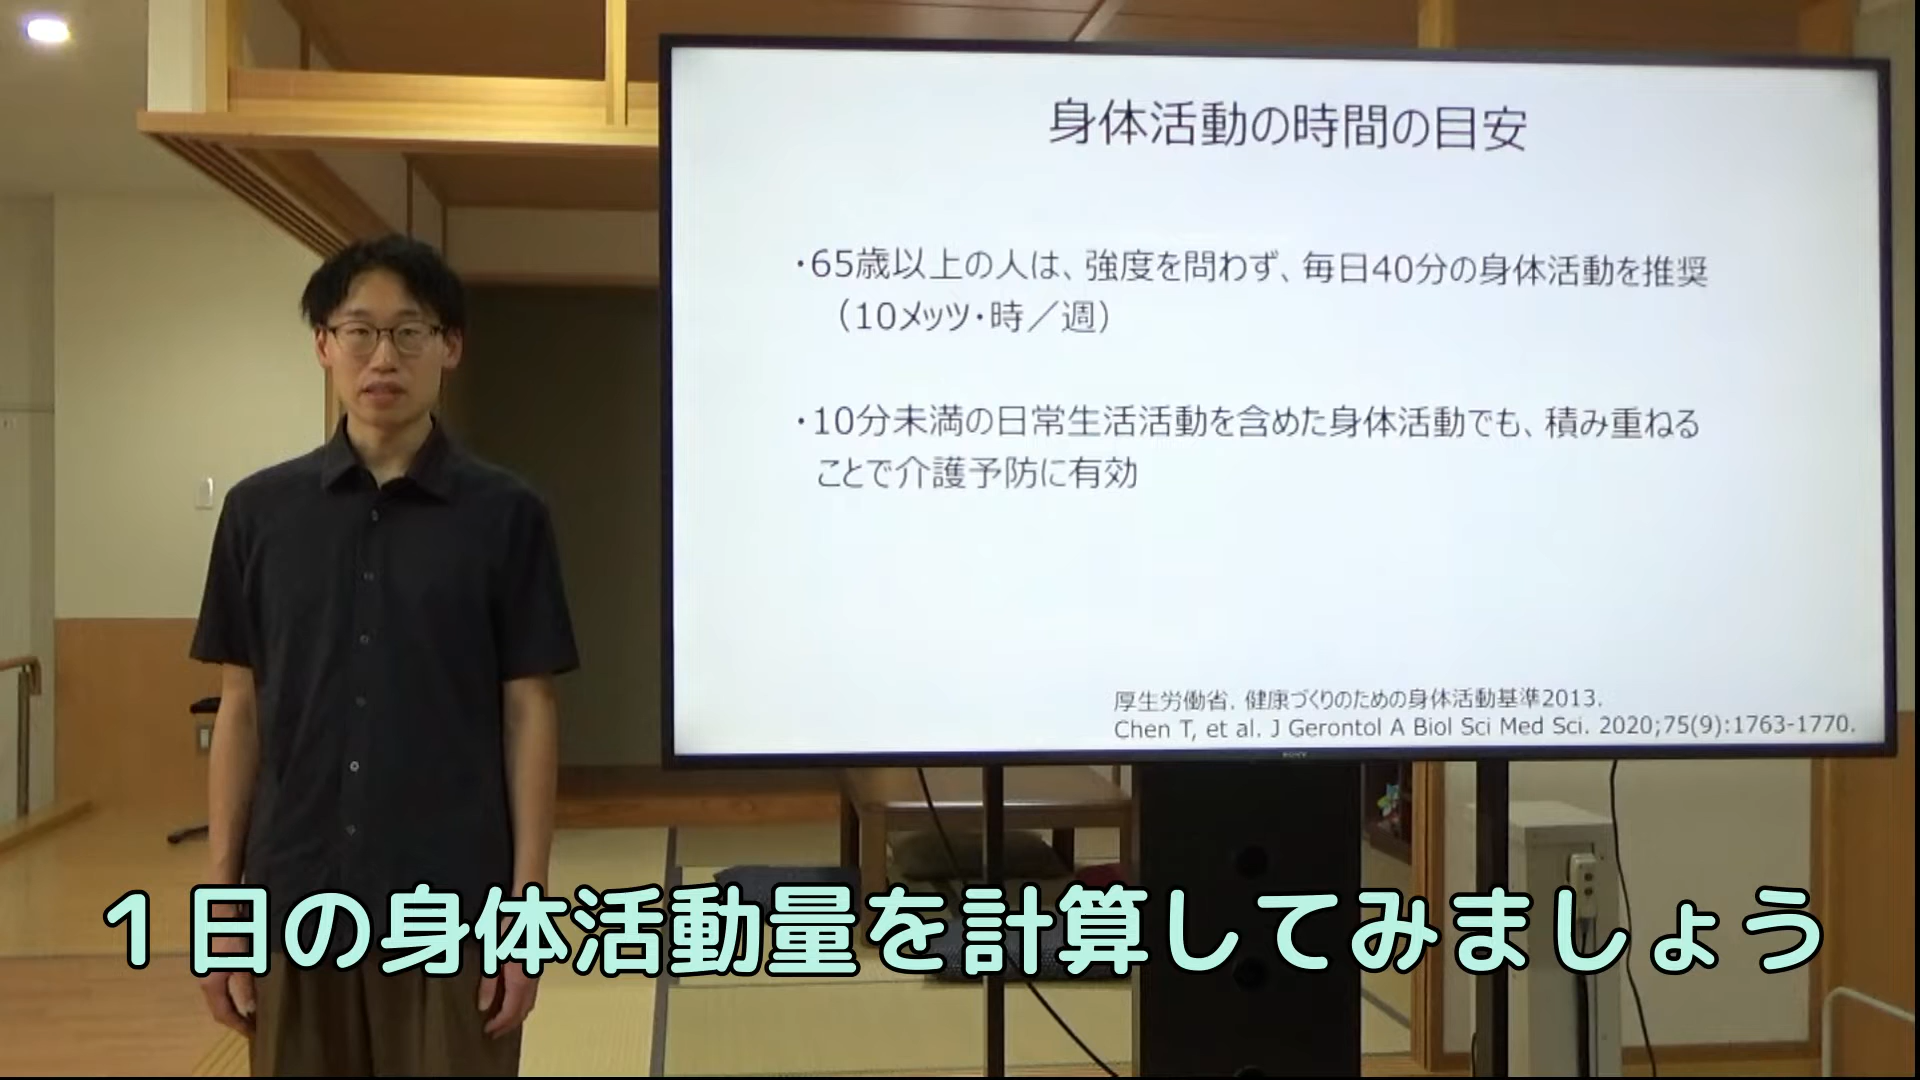 身体活動の時間の目安
・65歳以上の人は、強度を問わず、毎日40分の身体活動を推奨
（10メッツ・時／週）
・10分未満の日常生活活動を含めた身体活動でも、積み重ねる
ことで介護予防に有効
厚生労働省. 健康づくりのための身体活動基準2013.
Chen T, et al. J Gerontol A Biol Sci Med Sci. 2020;75(9):1763-1770.
SONY
１日の身体活動量を計算してみましょう